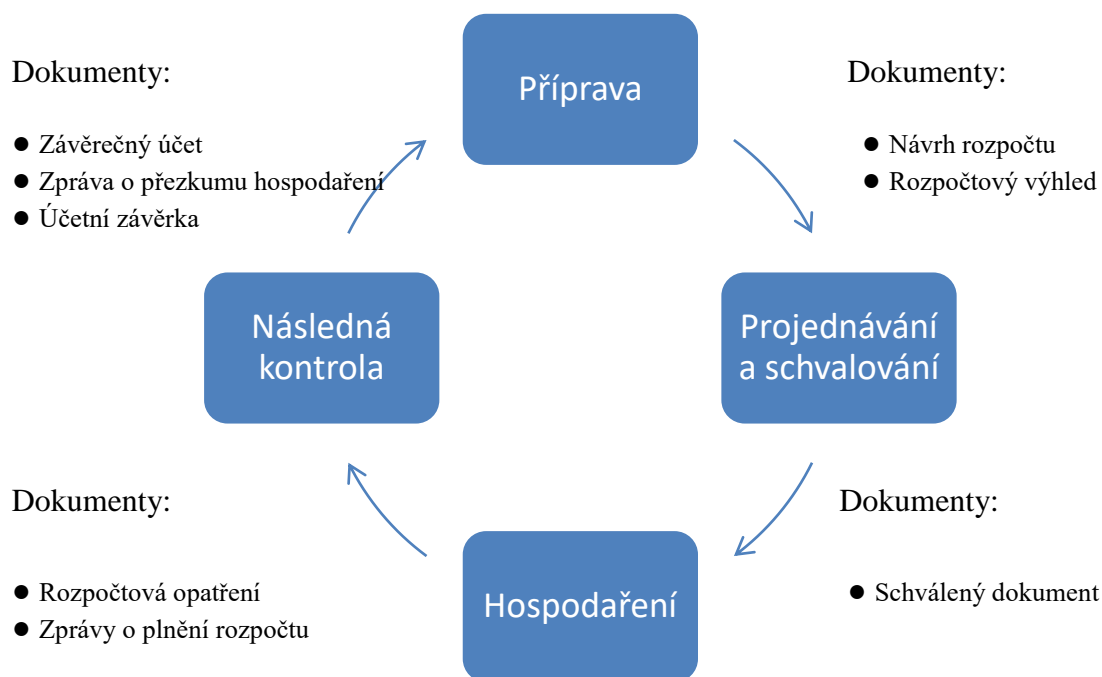 Příprava
Dokumenty:
● Závěrečný účet
● Zpráva o přezkumu hospodaření
● Účetní závěrka
Dokumenty:
● Návrh rozpočtu
● Rozpočtový výhled
Následná
kontrola
Projednávání
a schvalování
Dokumenty:
● Rozpočtová opatření
● Zprávy o plnění rozpočtu
Hospodaření
Dokumenty:
● Schválený dokument